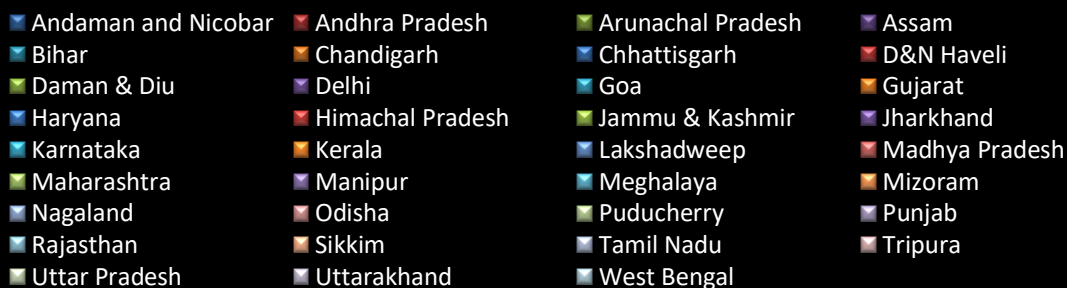 Andaman and Nicobar Andhra Pradesh Arunachal Pradesh Assam
Bihar Chandigarh Chhattisgarh D&N Haveli
Daman & Diu Delhi Goa Gujarat
Haryana Himachal Pradesh Jammu & Kashmir Jharkhand
Karnataka Kerala Lakshadweep Madhya Pradesh
Maharashtra Manipur Meghalaya Mizoram
Nagaland Odisha Puducherry Punjab
Rajasthan Sikkim Tamil Nadu Tripura
Uttar Pradesh Uttarakhand West Bengal